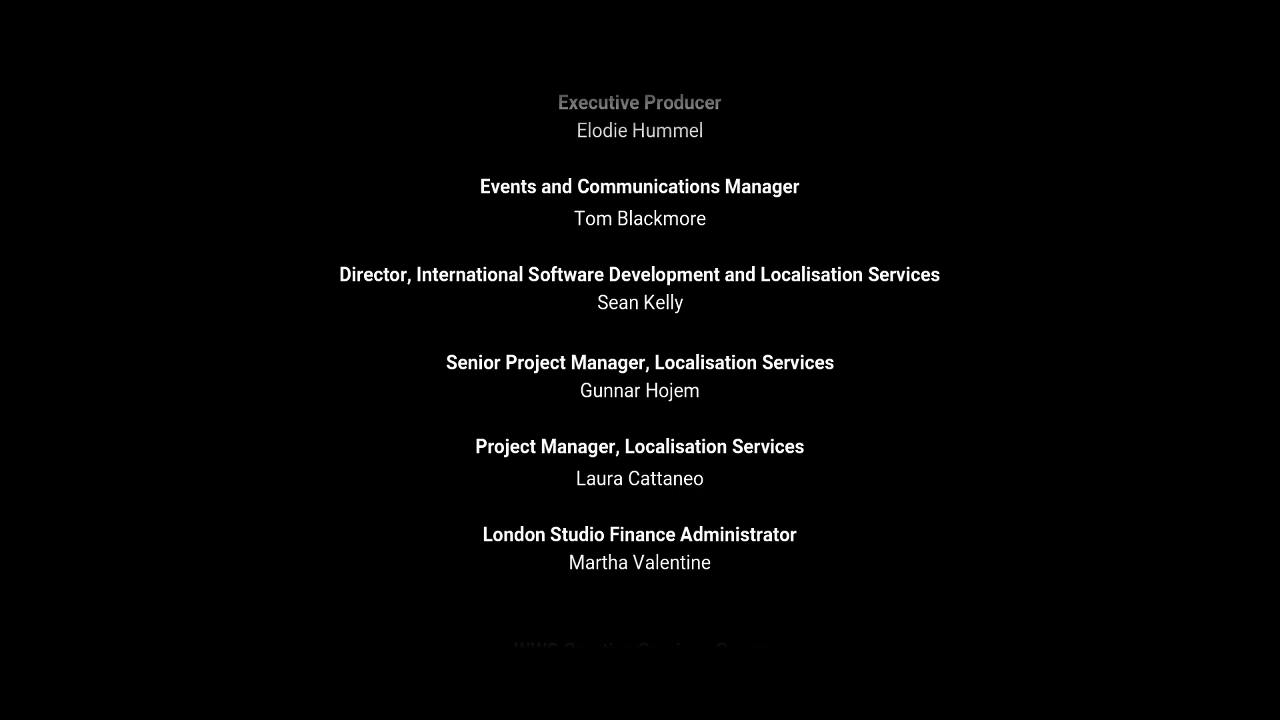 Executive Producer
Elodie Hummel
Events and Communications Manager
Tom Blackmore
Director, International Software Development and Localisation Services
Sean Kelly
Senior Project Manager, Localisation Services
Gunnar Hojem
Project Manager, Localisation Services
Laura Cattaneo
London Studio Finance Administrator
Martha Valentine